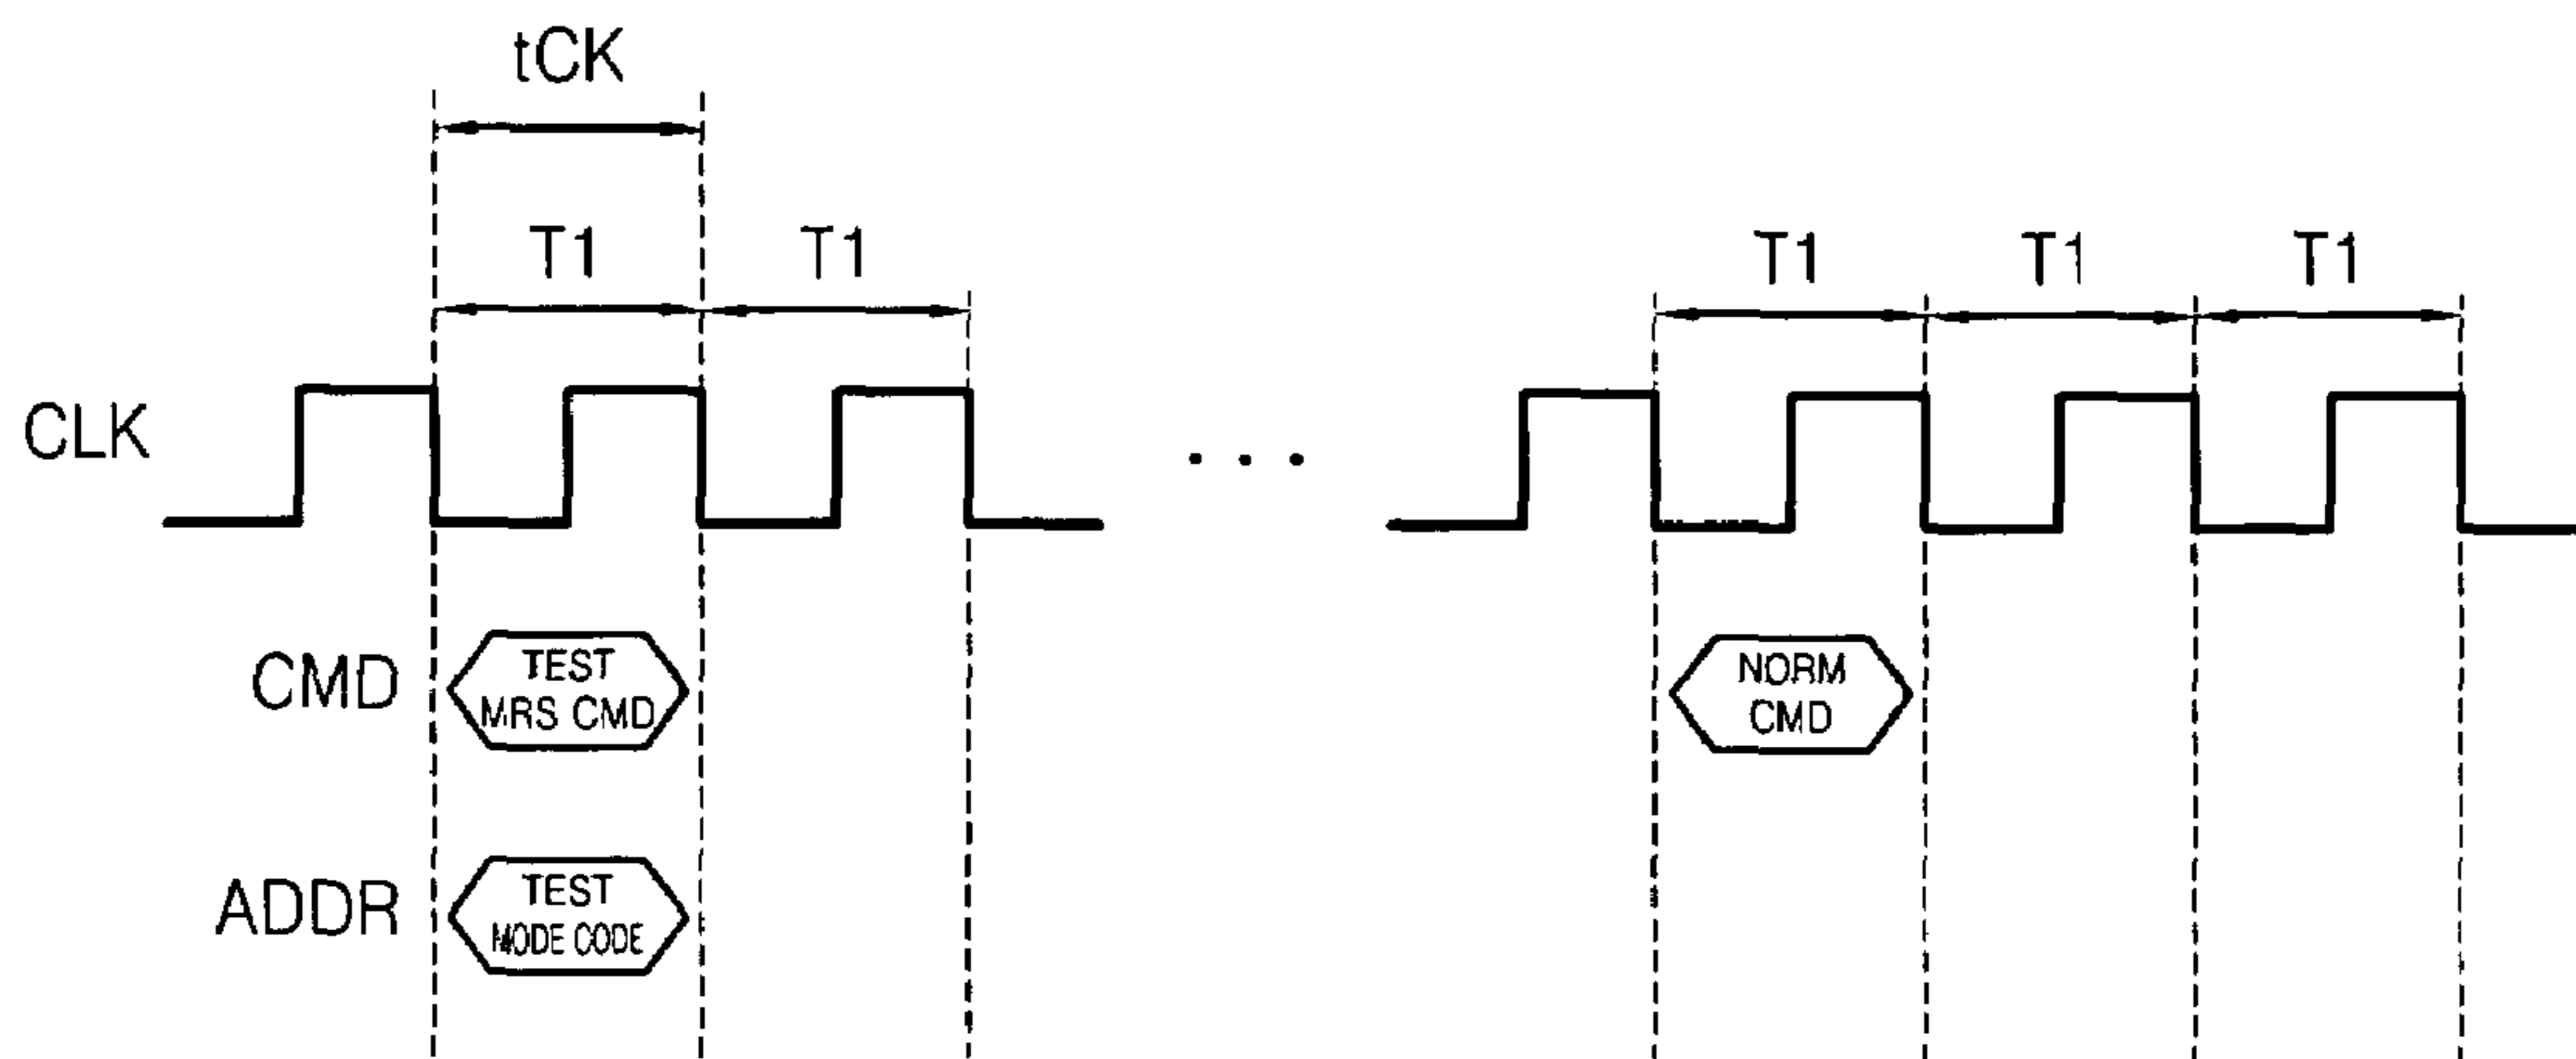 tCK
T1 T1 T1 T1 T1
CLK
. . .
CMD
TEST
MRS CMD
NORM
CMD
ADDR
TEST
MODE CODE